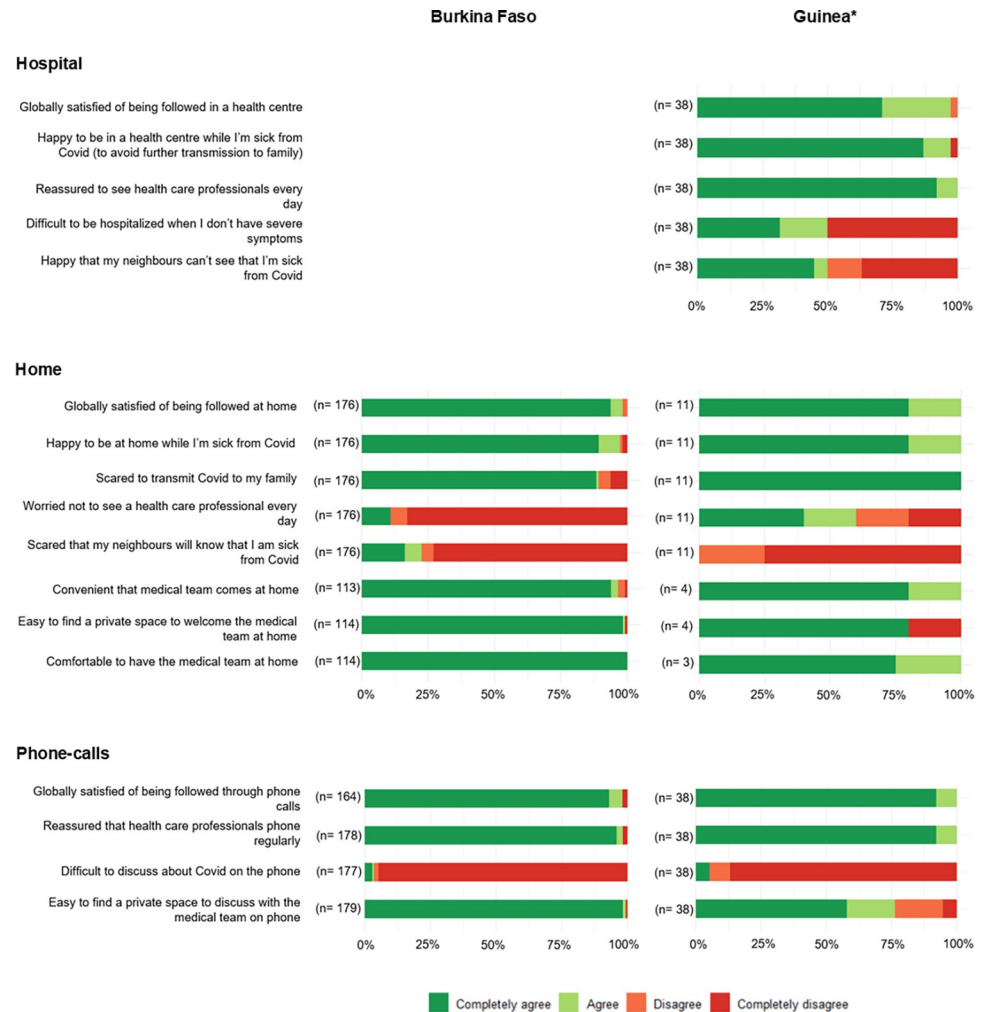 Burkina Faso
Guinea*
Hospital
Globally satisfied of being followed in a health centre
(n= 38)
Happy to be in a health centre while I'm sick from
Covid (to avoid further transmission to family)
(n= 38)
Reassured to see health care professionals every
day
(n= 38)
Difficult to be hospitalized when I don't have severe
symptoms
(n= 38)
Happy that my neighbours can't see that I'm sick
from Covid
(n= 38)
0% 25% 50% 75% 100%
Home
Globally satisfied of being followed at home
(n= 176)
(n= 11)
Happy to be at home while I'm sick from Covid
(n= 176)
(n= 11)
Scared to transmit Covid to my family
(n= 176)
(n= 11)
Worried not to see a health care professional every
day
(n= 176)
(n= 11)
Scared that my neighbours will know that I am sick
from Covid
(n= 176)
(n= 11)
Convenient that medical team comes at home
(n= 113)
(n= 4)
Easy to find a private space to welcome the medical
team at home
(n= 114)
(n= 4)
Comfortable to have the medical team at home
(n= 114)
(n= 3)
0% 25% 50% 75% 100%
0% 25% 50% 75% 100%
Phone-calls
Globally satisfied of being followed through phone
calls
(n= 164)
(n= 38)
Reassured that health care professionals phone
regularly
(n= 178)
(n= 38)
Difficult to discuss about Covid on the phone
(n= 177)
(n= 38)
Easy to find a private space to discuss with the
medical team on phone
(n= 179)
(n= 38)
0% 25% 50% 75% 100%
0% 25% 50% 75% 100%
Completely agree Agree Disagree Completely disagree